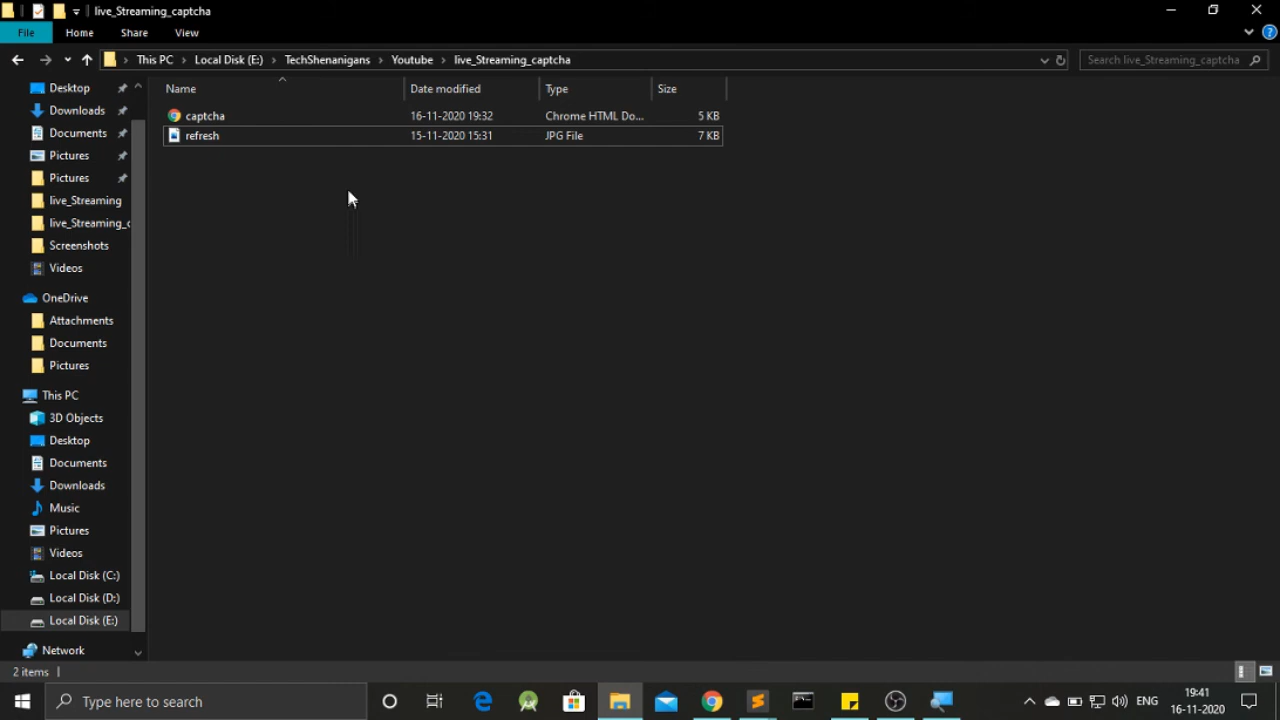 live_Streaming_captcha
File Home Share View
This PC Local Disk (E:) TechShenanigans Youtube live_Streaming_captcha Search live_Streaming_captcha
Name Date modified Type Size
captcha 16-11-2020 19:32 Chrome HTML Do... 5 KB
refresh 15-11-2020 15:31 JPG File 7 KB
Desktop
Downloads
Documents
Pictures
Pictures
live_Streaming
live_Streaming_c
Screenshots
Videos
OneDrive
Attachments
Documents
Pictures
This PC
3D Objects
Desktop
Documents
Downloads
Music
Pictures
Videos
Local Disk (C:)
Local Disk (D:)
Local Disk (E:)
Network
2 items
Type here to search
ENG
19:41
16-11-2020